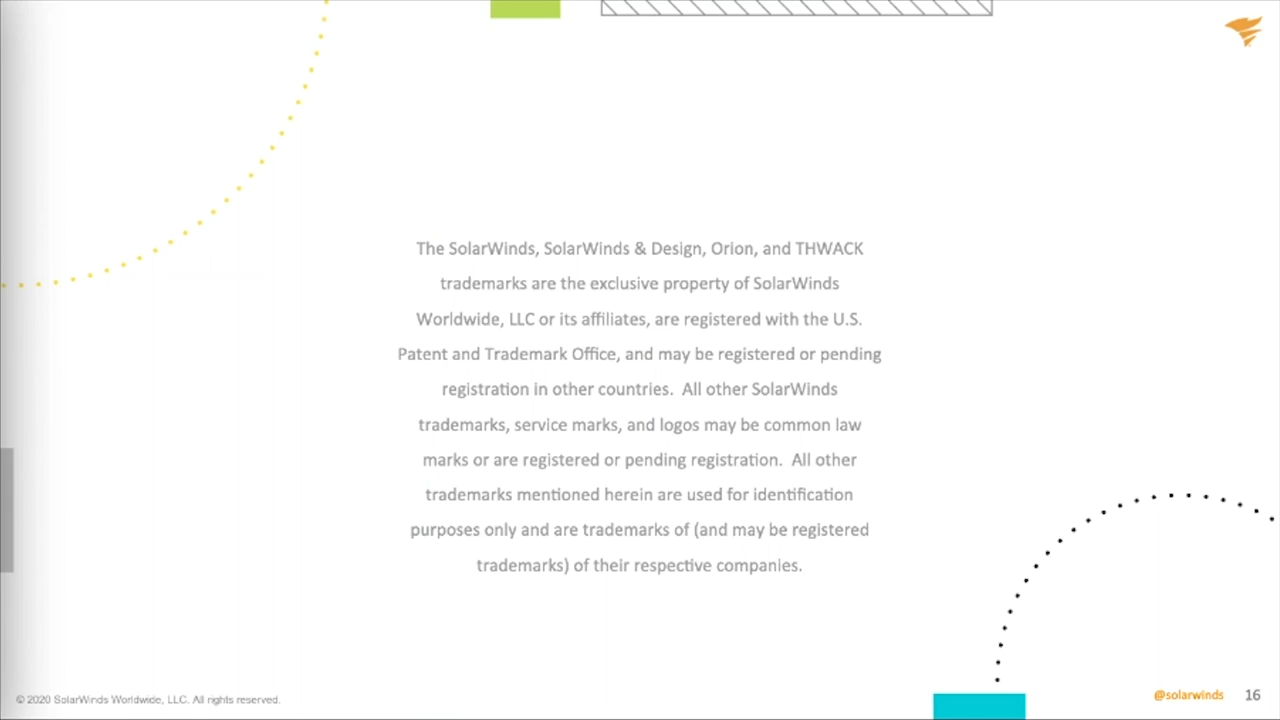 The SolarWinds, SolarWinds & Design, Orion, and THWACK
trademarks are the exclusive property of SolarWinds
Worldwide, LLC or its affiliates, are registered with the U.S.
Patent and Trademark Office, and may be registered or pending
registration in other countries.  All other SolarWinds
trademarks, service marks, and logos may be common law
marks or are registered or pending registration.  All other
trademarks mentioned herein are used for identification
purposes only and are trademarks of (and may be registered
trademarks) of their respective companies.
© 2020 SolarWinds Worldwide, LLC. All rights reserved.
@solarwinds 16